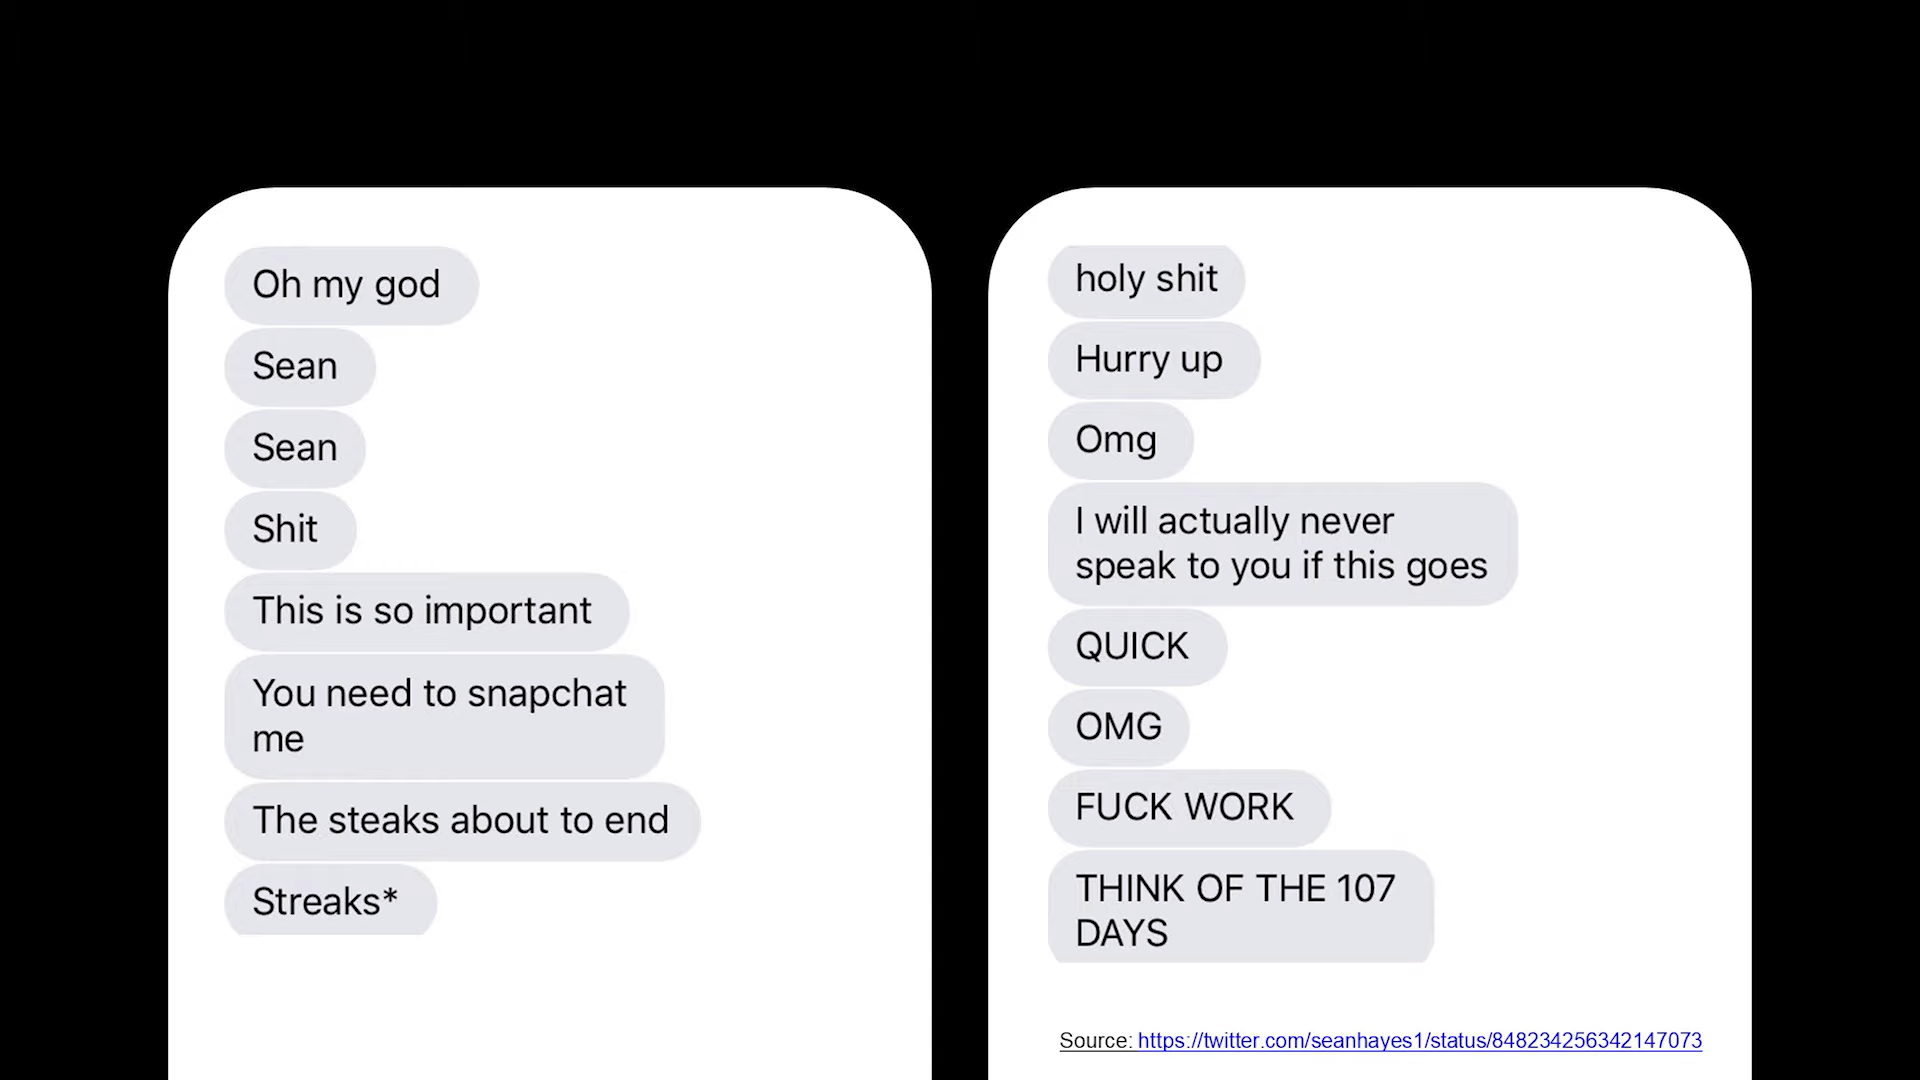 Oh my god
Sean
Sean
Shit
This is so important
You need to snapchat
me
The steaks about to end
Streaks*
holy shit
Hurry up
Omg
I will actually never
speak to you if this goes
QUICK
OMG
FUCK WORK
THINK OF THE 107
DAYS
Source: https://twitter.com/seanhayes1/status/848234256342147073